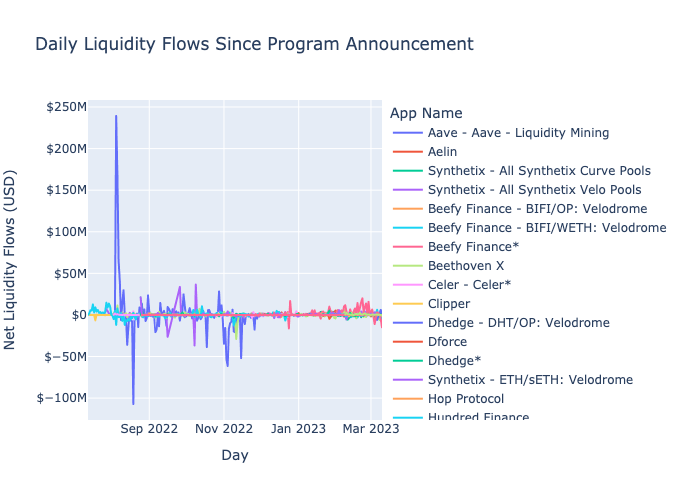 Daily Liquidity Flows Since Program Announcement
Net Liquidity Flows (USD)
$250M
$200M
$150M
$100M
$50M
$0
$−50M
$−100M
Sep 2022
Nov 2022
Jan 2023
Mar 2023
Day
App Name
Aave - Aave - Liquidity Mining
Aelin
Synthetix - All Synthetix Curve Pools
Synthetix - All Synthetix Velo Pools
Beefy Finance - BIFI/OP: Velodrome
Beefy Finance - BIFI/WETH: Velodrome
Beefy Finance*
Beethoven X
Celer - Celer*
Clipper
Dhedge - DHT/OP: Velodrome
Dforce
Dhedge*
Synthetix - ETH/sETH: Velodrome
Hop Protocol
Hundred Finance